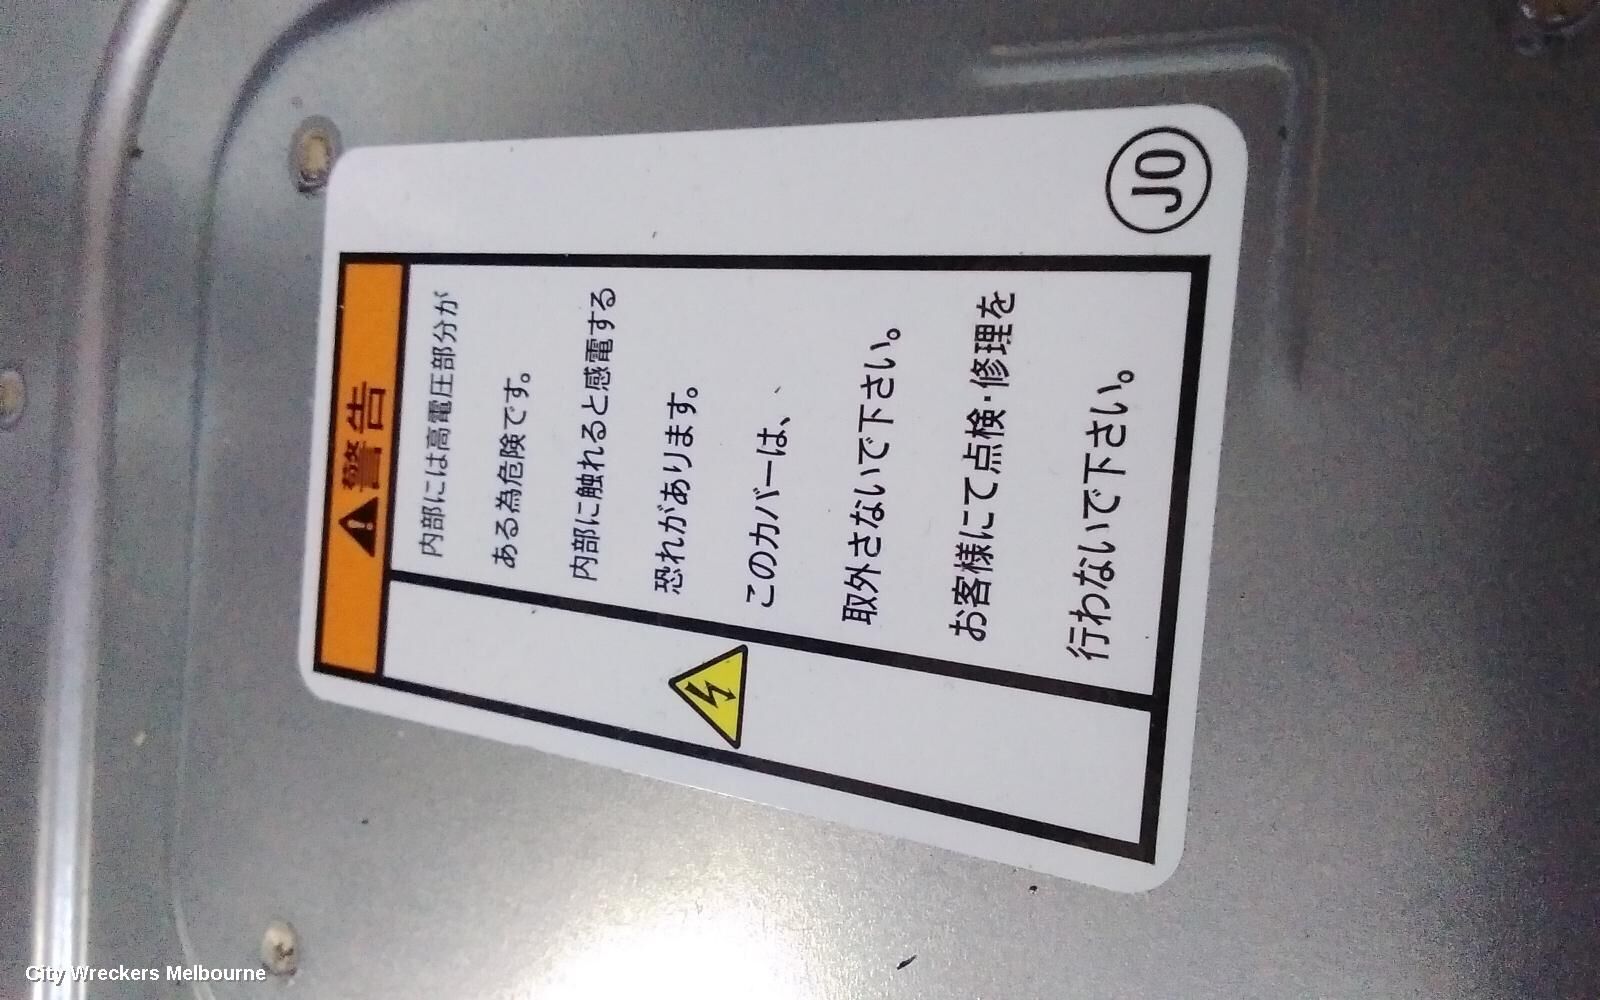 警告
内部には高電圧部分が
ある為危険です。
内部に触れると感電する
恐れがあります。
このカバーは、
取外さないで下さい。
お客様にて点検・修理を
行わないで下さい。
J0
City Wreckers Melbourne